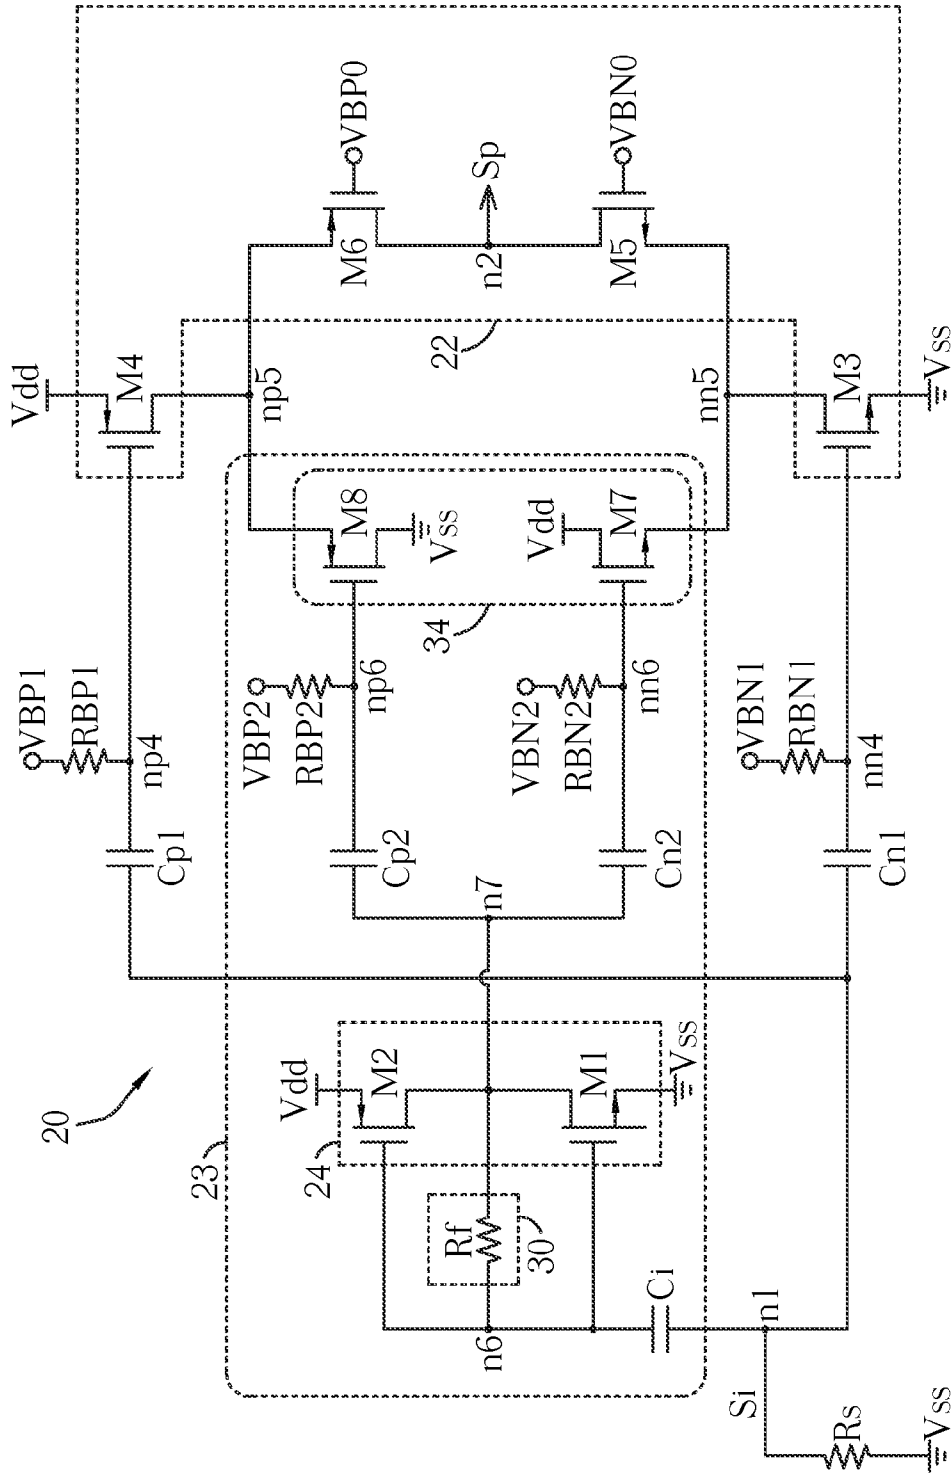 20
Vdd
M4
VBP1
RBP1
np4
Cp1
np5
VBP0
M6
n2
Sp
VBN0
M5
22
nn5
M3
Vss
23
M8
Vss
Vdd
M7
34
VBP2
RBP2
np6
VBN2
RBN2
nn6
Cp2
Cn2
n7
Vdd
M2
24
M1
Vss
Rf
30
n6
Ci
VBN1
RBN1
nn4
Cn1
n1
Si
Rs
Vss